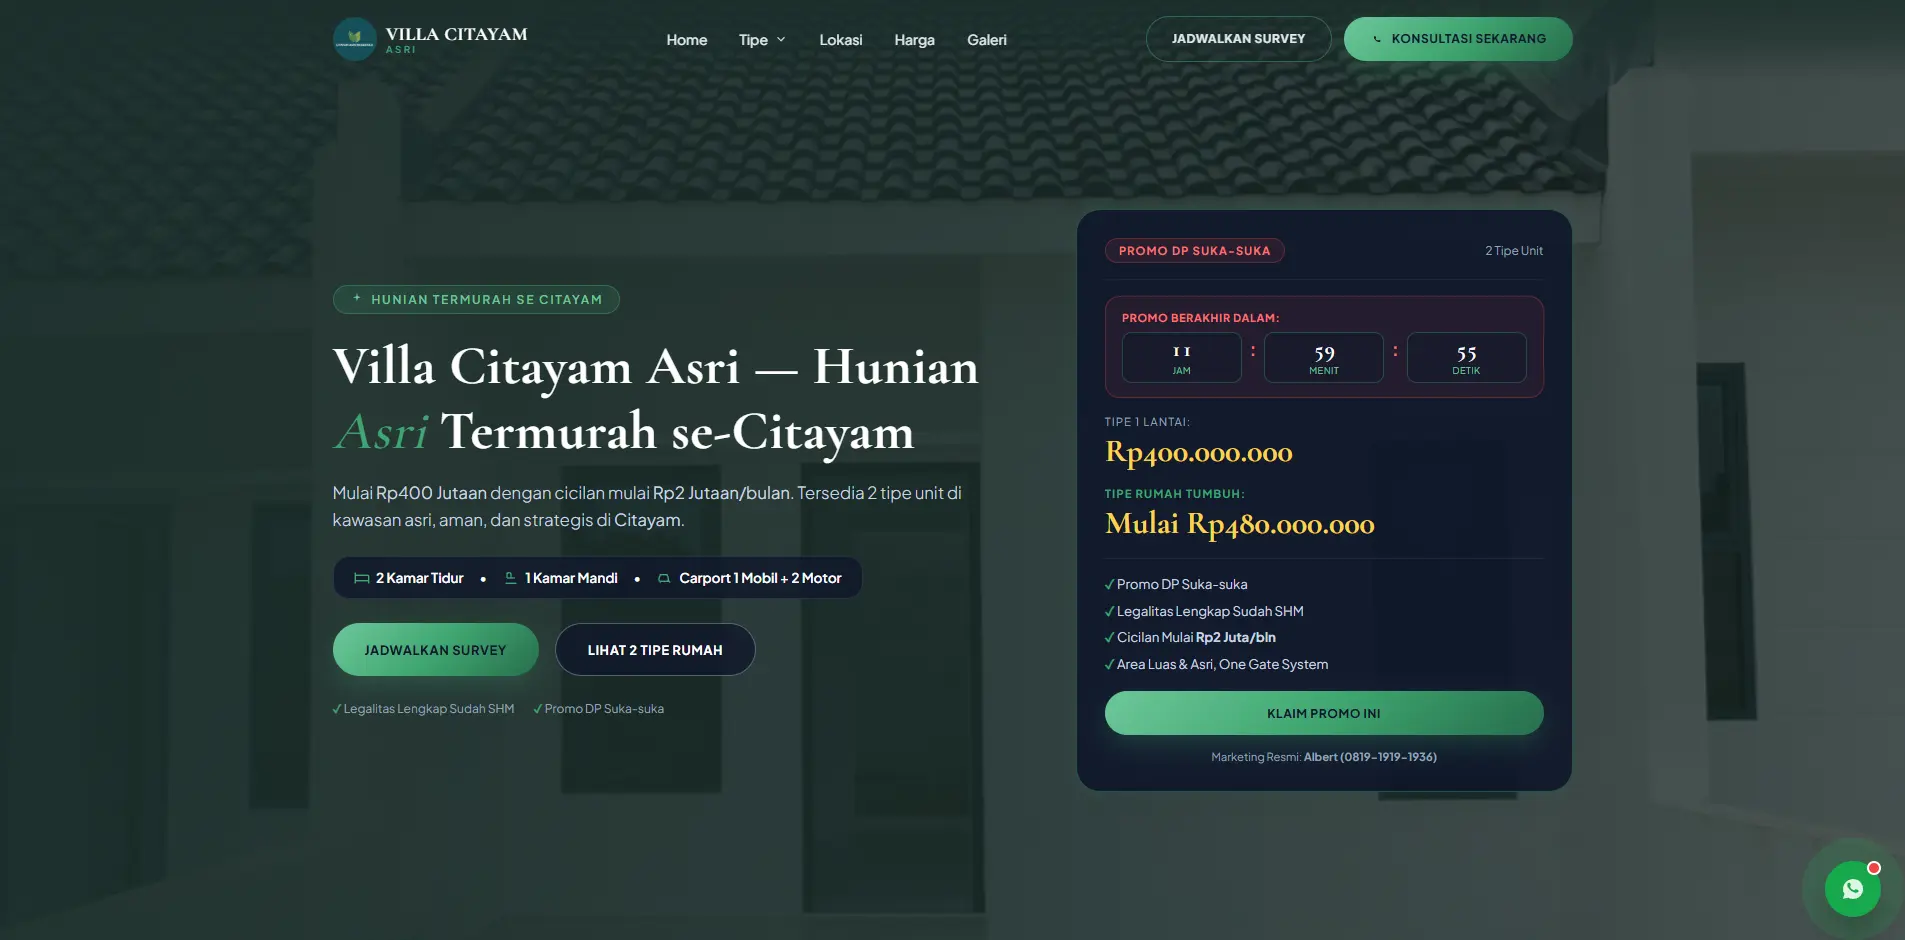 VILLA CITAYAM
ASRI
Home
Tipe
Lokasi
Harga
Galeri
JADWALKAN SURVEY
KONSULTASI SEKARANG
HUNIAN TERMURAH SE CITAYAM
Villa Citayam Asri — Hunian
Asri Termurah se-Citayam
Mulai Rp400 Jutaan dengan cicilan mulai Rp2 Jutaan/bulan. Tersedia 2 tipe unit di
kawasan asri, aman, dan strategis di Citayam.
2 Kamar Tidur • 1 Kamar Mandi • Carport 1 Mobil + 2 Motor
JADWALKAN SURVEY
LIHAT 2 TIPE RUMAH
✓ Legalitas Lengkap Sudah SHM
✓ Promo DP Suka-suka
PROMO DP SUKA-SUKA
2 Tipe Unit
PROMO BERAKHIR DALAM:
11 : 59 : 55
JAM MENIT DETIK
TIPE 1 LANTAI:
Rp400.000.000
TIPE RUMAH TUMBUH:
Mulai Rp480.000.000
✓ Promo DP Suka-suka
✓ Legalitas Lengkap Sudah SHM
✓ Cicilan Mulai Rp2 Juta/bln
✓ Area Luas & Asri, One Gate System
KLAIM PROMO INI
Marketing Resmi: Albert (0819-1919-1936)